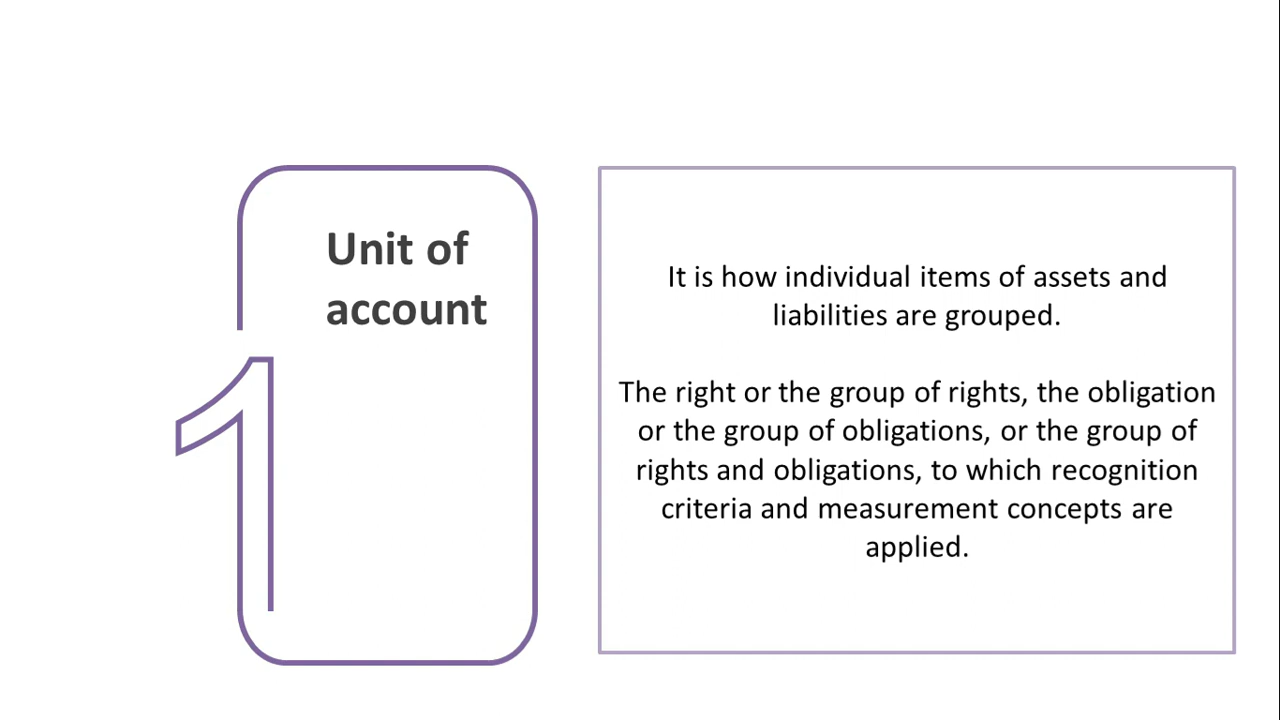 Unit of
account
1
It is how individual items of assets and
liabilities are grouped.
The right or the group of rights, the obligation
or the group of obligations, or the group of
rights and obligations, to which recognition
criteria and measurement concepts are
applied.